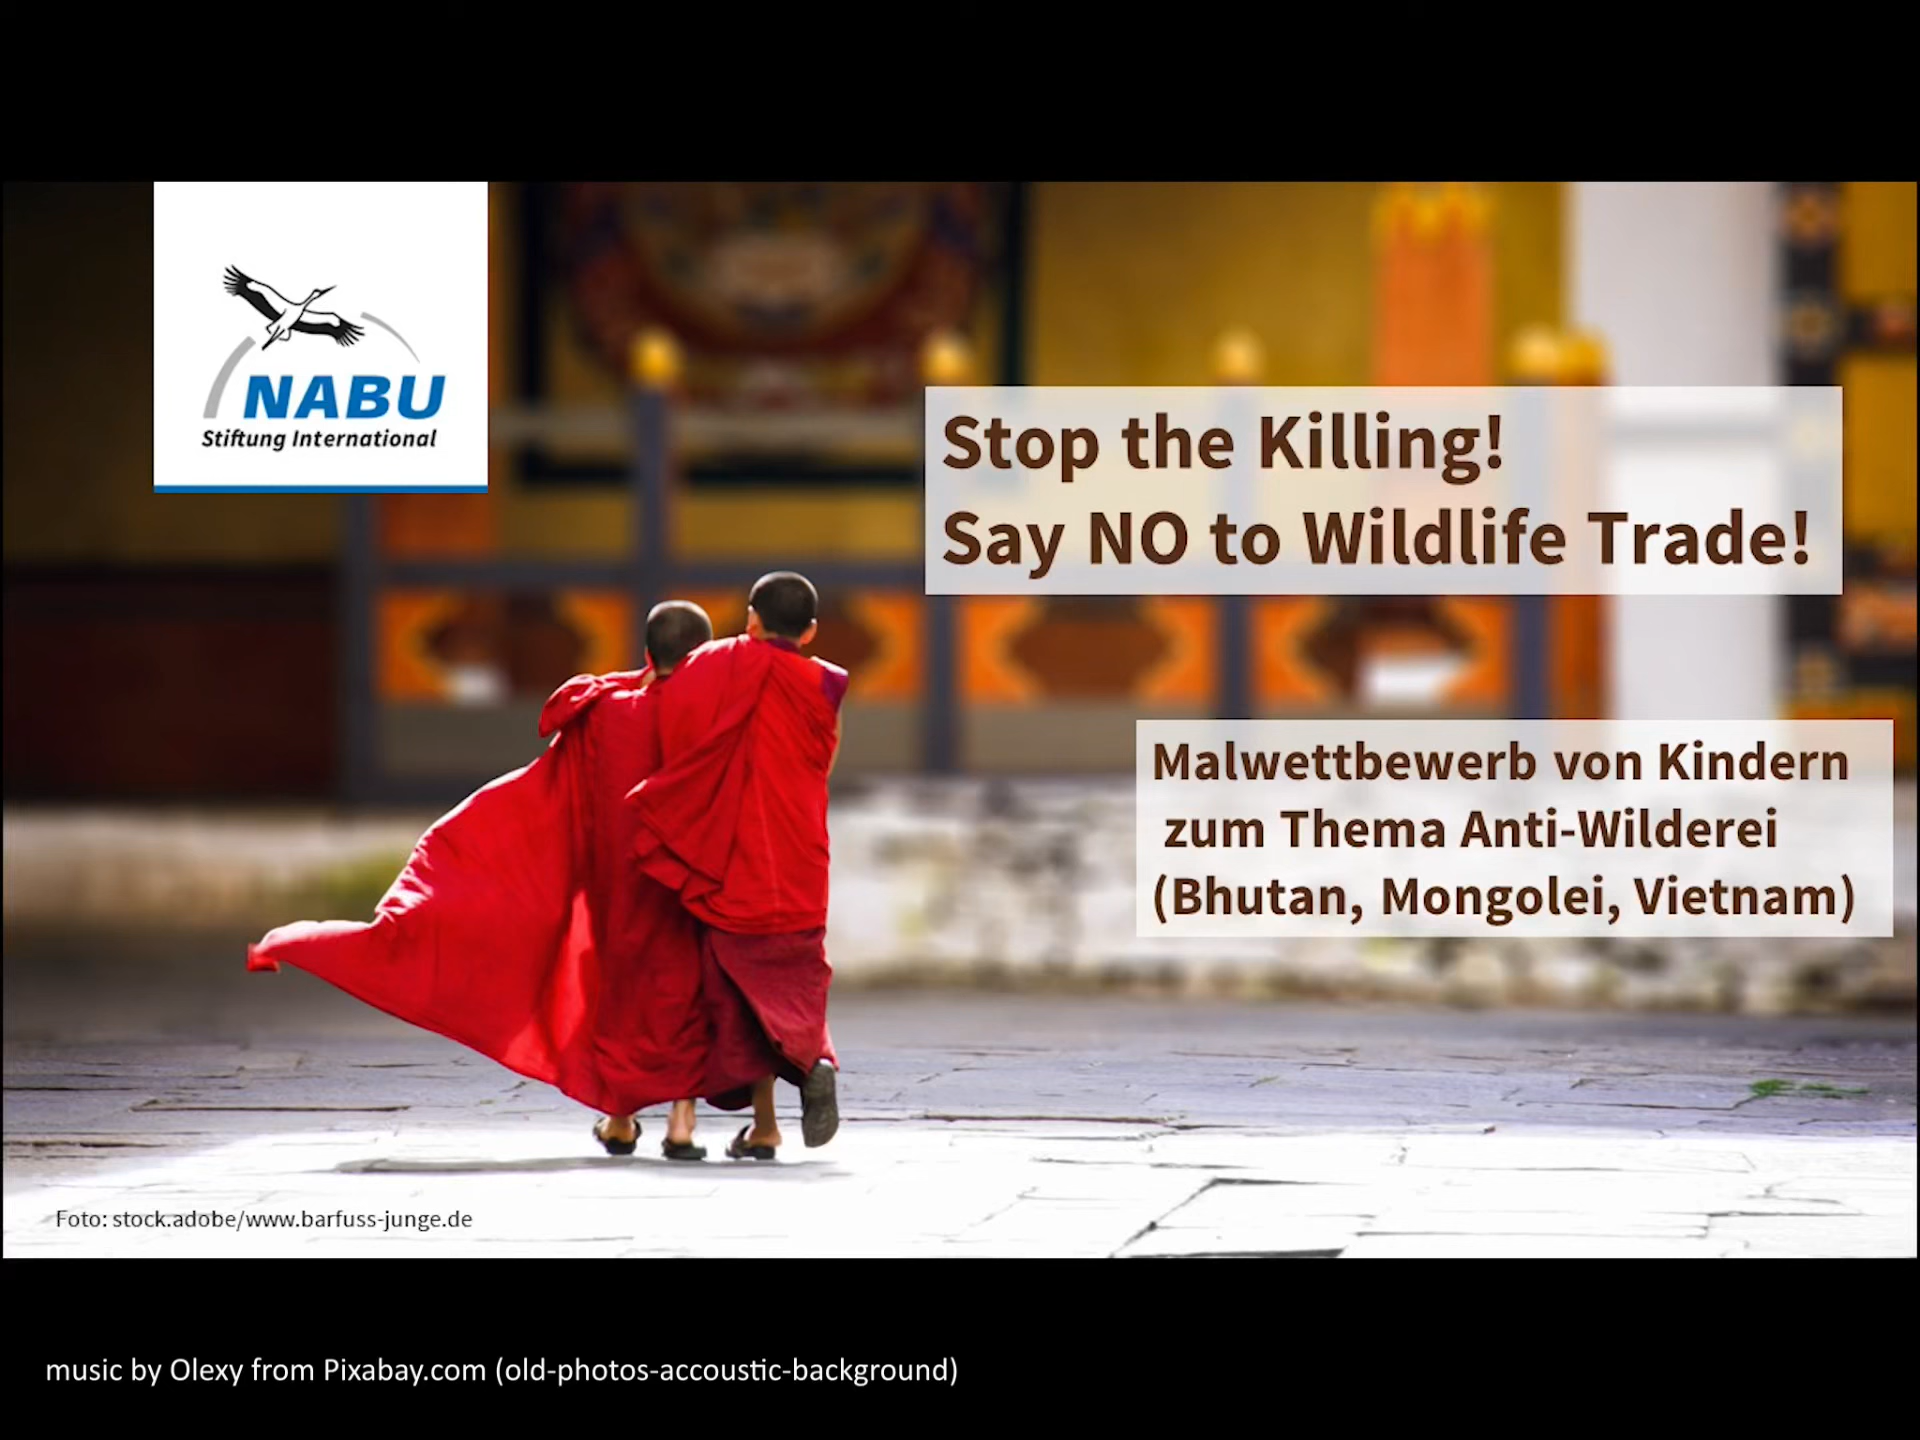 NABU
Stiftung International
Stop the Killing!
Say NO to Wildlife Trade!
Malwettbewerb von Kindern
zum Thema Anti-Wilderei
(Bhutan, Mongolei, Vietnam)
Foto: stock.adobe/www.barfuss-junge.de
music by Olexy from Pixabay.com (old-photos-accoustic-background)